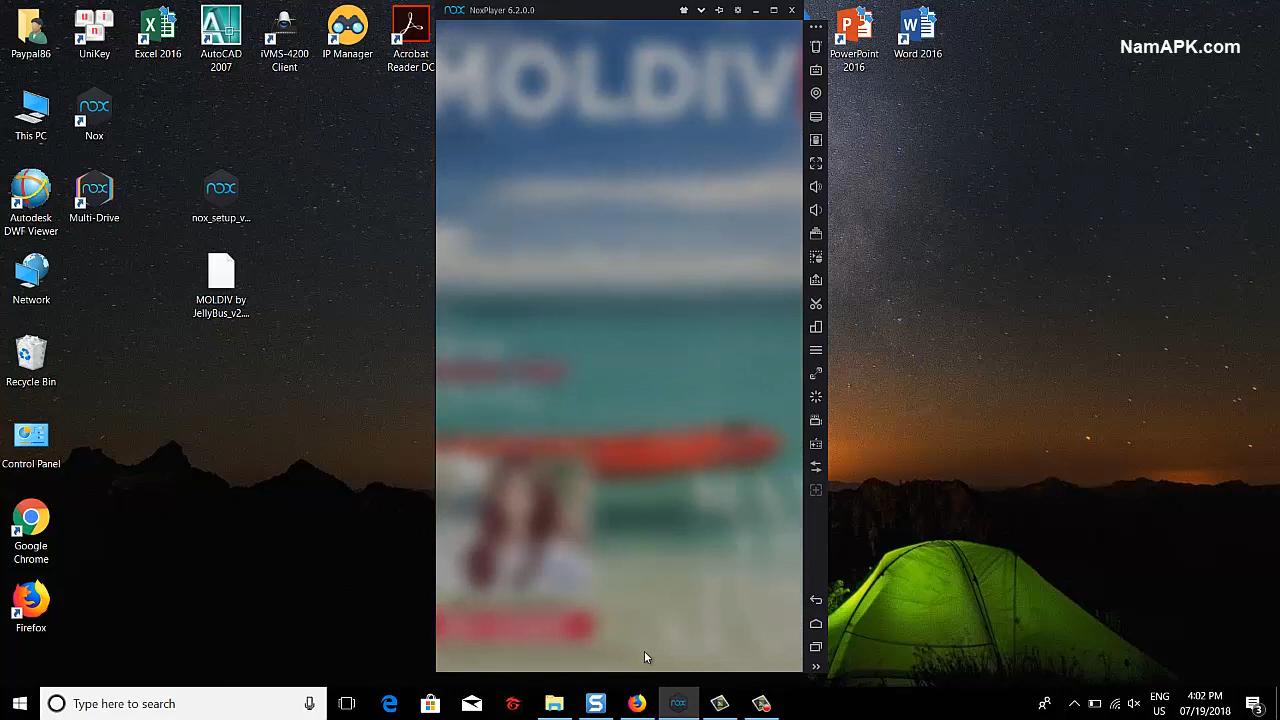 nox NoxPlayer 6.2.0.0
NamAPK.com
Paypal86
UniKey
Excel 2016
AutoCAD
2007
iVMS-4200
Client
IP Manager
Acrobat
Reader DC
PowerPoint
2016
Word 2016
This PC
Nox
Autodesk
DWF Viewer
Multi-Drive
nox_setup_v...
Network
MOLDIV by
JellyBus_v2....
Recycle Bin
Control Panel
Google
Chrome
Firefox
MOLDIV
Type here to search
ENG
US
4:02 PM
07/19/2018
3